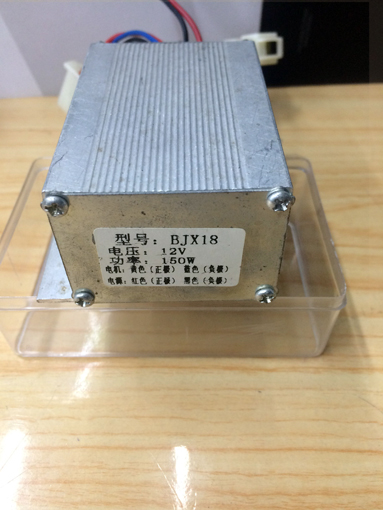 型号: BJX18
电压: 12V
功率: 150W
电机: 黄色(正极) 蓝色(负极)
电源: 红色(正极) 黑色(负极)